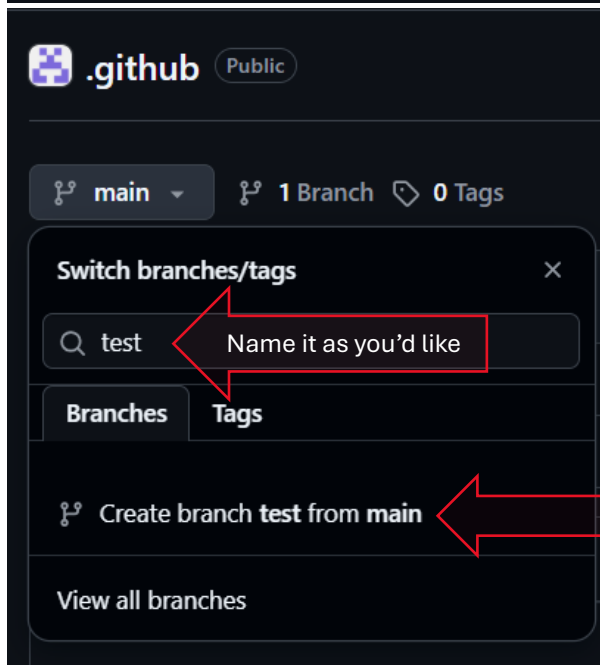 .github Public
main 1 Branch 0 Tags
Switch branches/tags
test Name it as you’d like
Branches Tags
Create branch test from main
View all branches